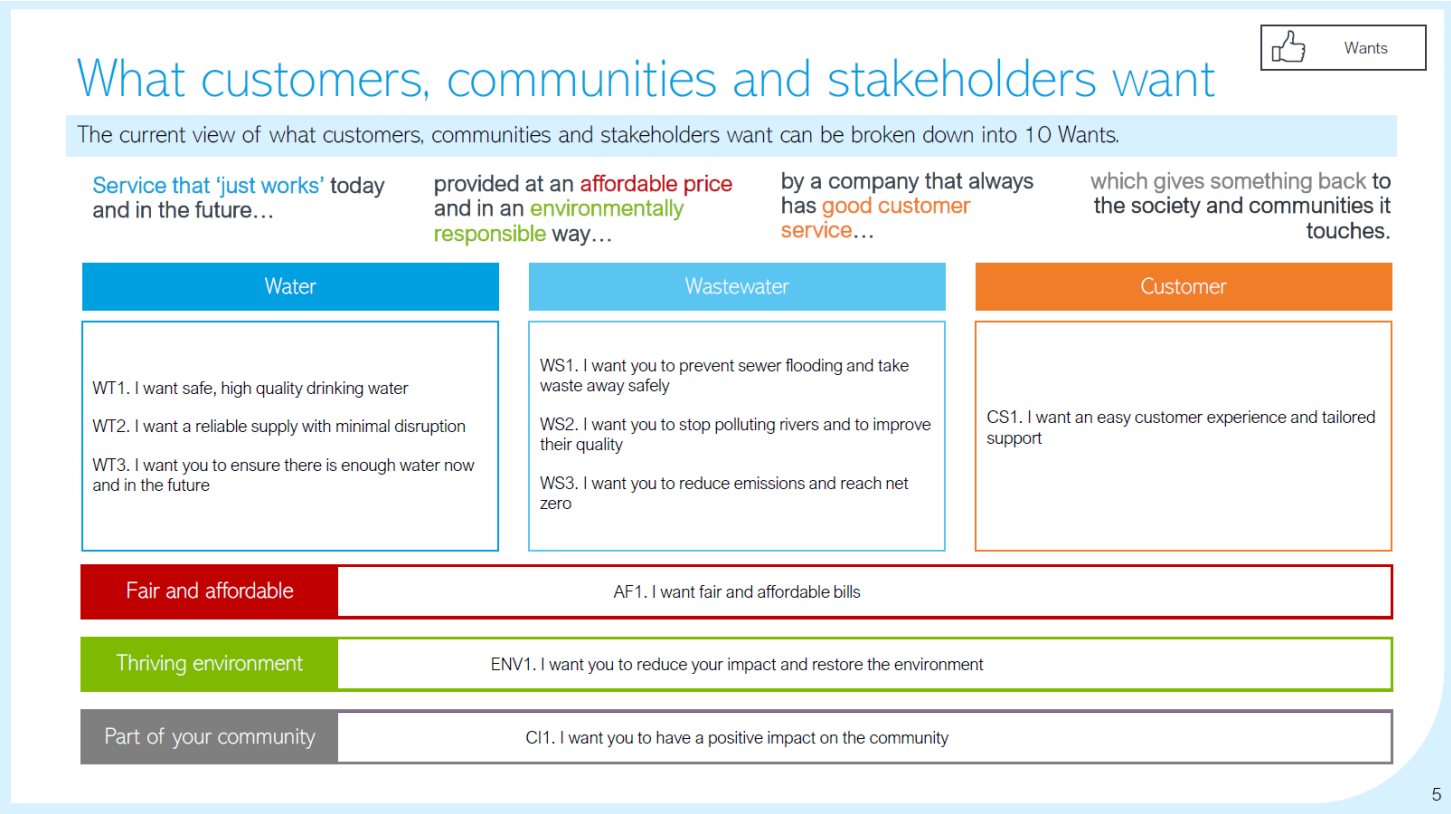 Wants
What customers, communities and stakeholders want
The current view of what customers, communities and stakeholders want can be broken down into 10 Wants.
Service that ‘just works’ today
and in the future…
provided at an affordable price
and in an environmentally
responsible way…
by a company that always
has good customer
service…
which gives something back to
the society and communities it
touches.
Water
WT1. I want safe, high quality drinking water
WT2. I want a reliable supply with minimal disruption
WT3. I want you to ensure there is enough water now
and in the future
Wastewater
WS1. I want you to prevent sewer flooding and take
waste away safely
WS2. I want you to stop polluting rivers and to improve
their quality
WS3. I want you to reduce emissions and reach net
zero
Customer
CS1. I want an easy customer experience and tailored
support
Fair and affordable
AF1. I want fair and affordable bills
Thriving environment
ENV1. I want you to reduce your impact and restore the environment
Part of your community
CI1. I want you to have a positive impact on the community
5